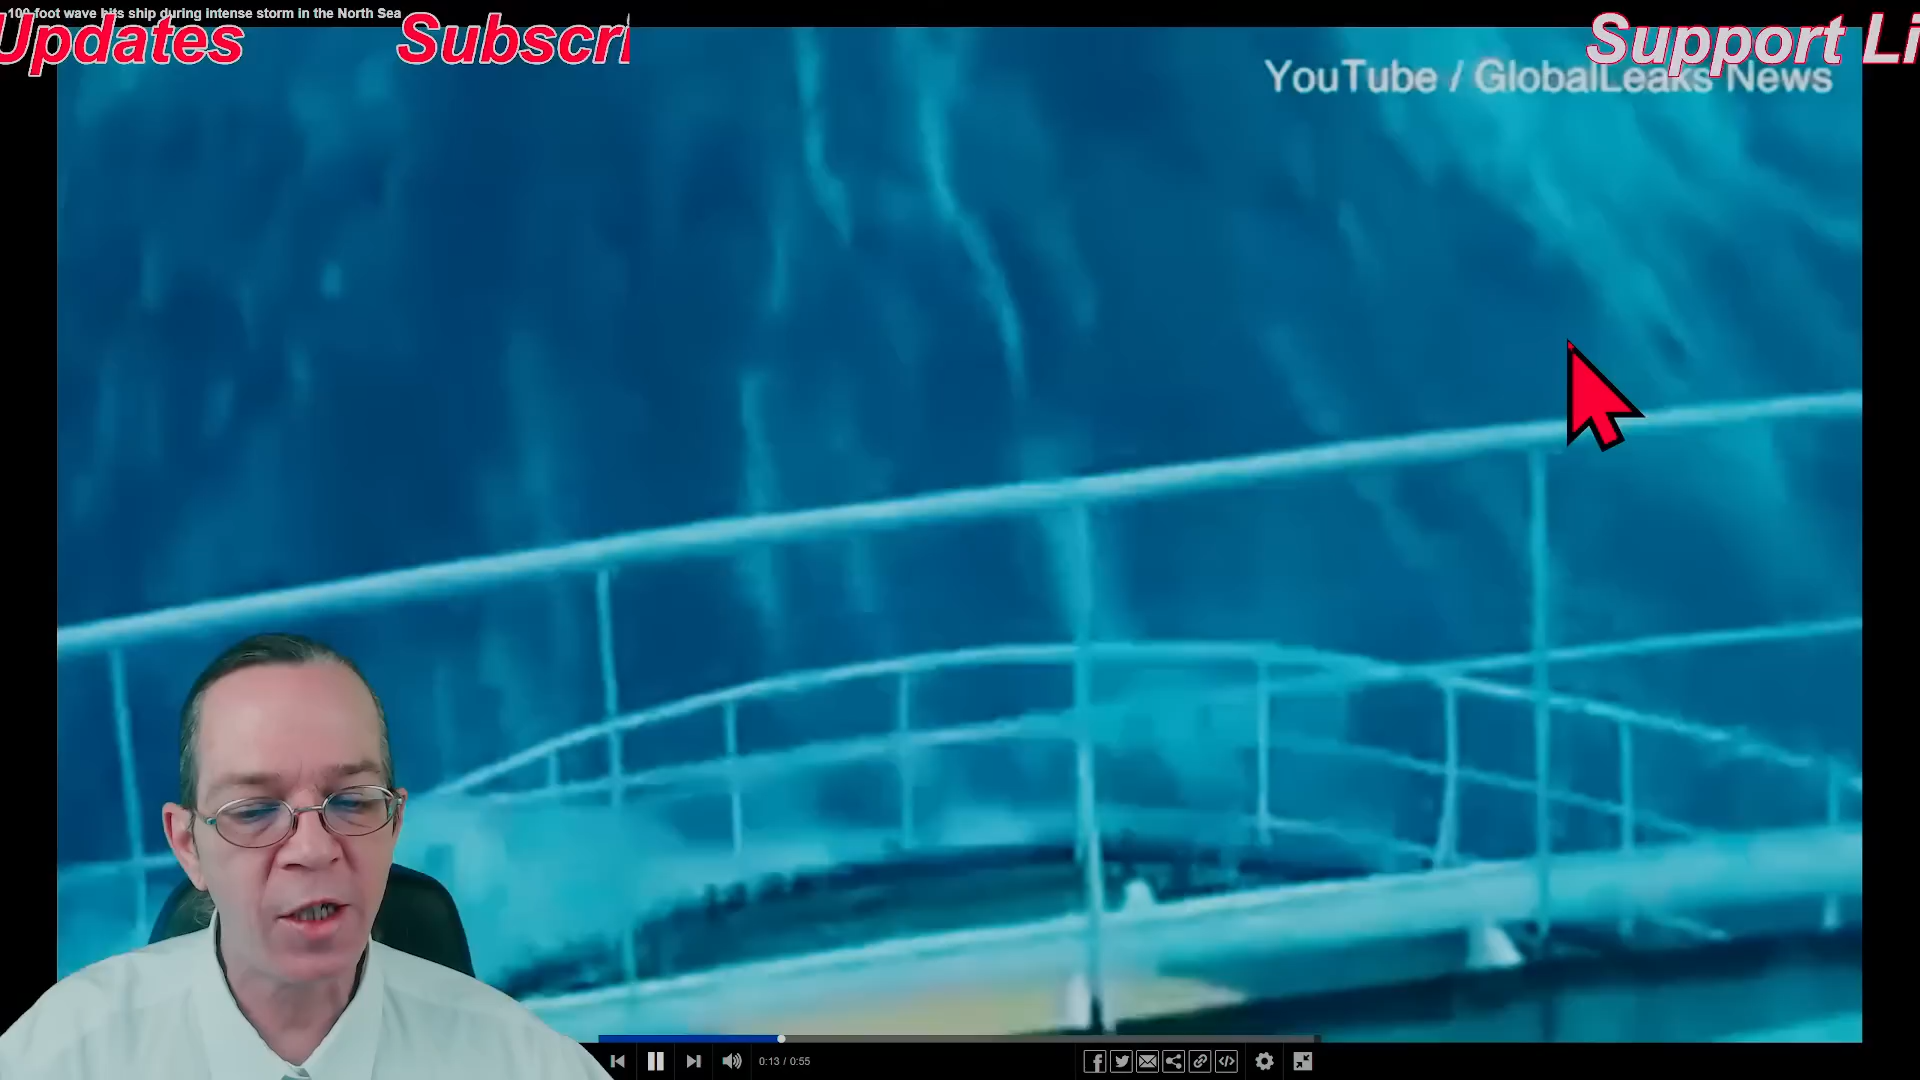 100 foot wave hits ship during intense storm in the North Sea
Updates Subscri Support Li
YouTube / GlobalLeaks News
0:13 / 0:55